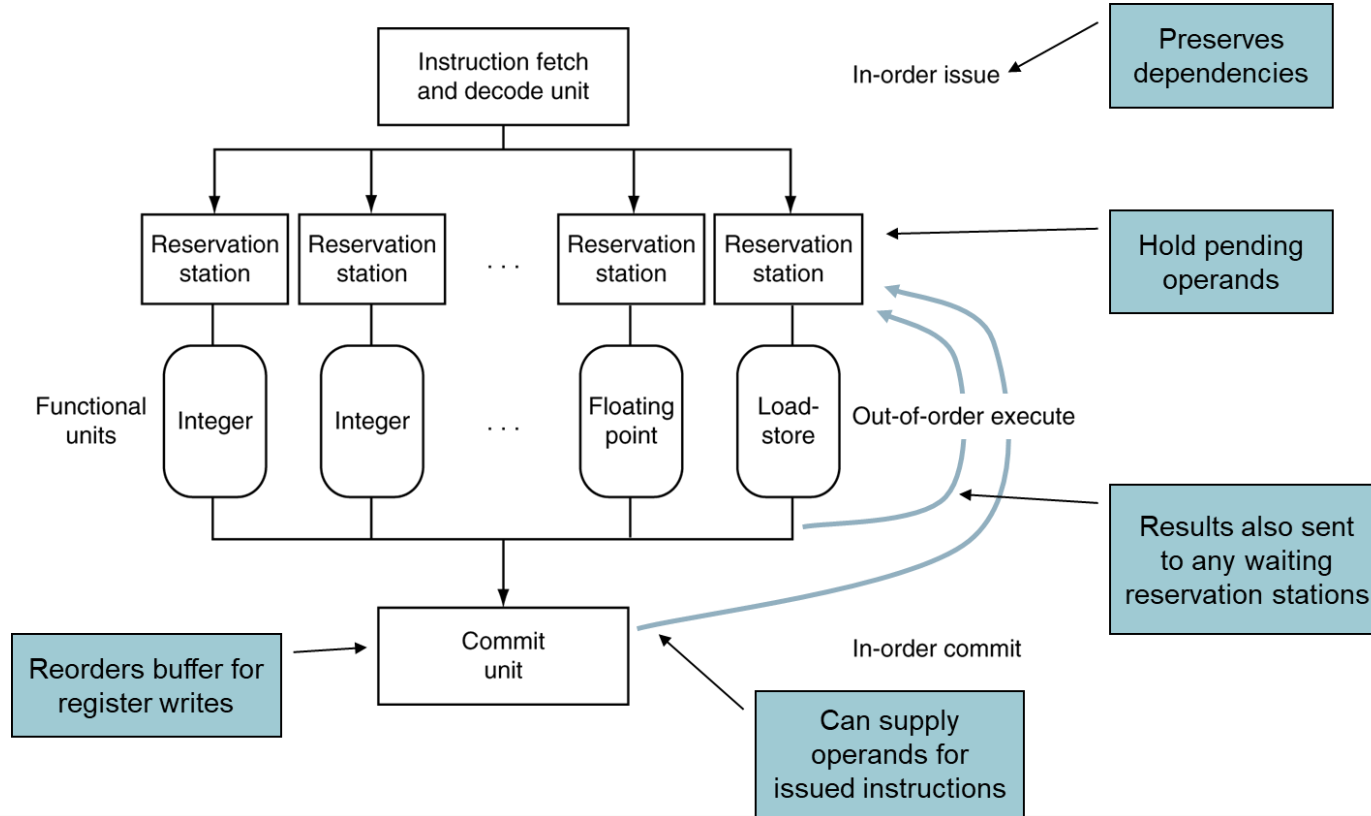 Instruction fetch
and decode unit
In-order issue
Preserves
dependencies
Reservation
station
Reservation
station
. . .
Reservation
station
Reservation
station
Hold pending
operands
Functional
units
Integer
Integer
. . .
Floating
point
Load-
store
Out-of-order execute
Results also sent
to any waiting
reservation stations
Commit
unit
In-order commit
Reorders buffer for
register writes
Can supply
operands for
issued instructions